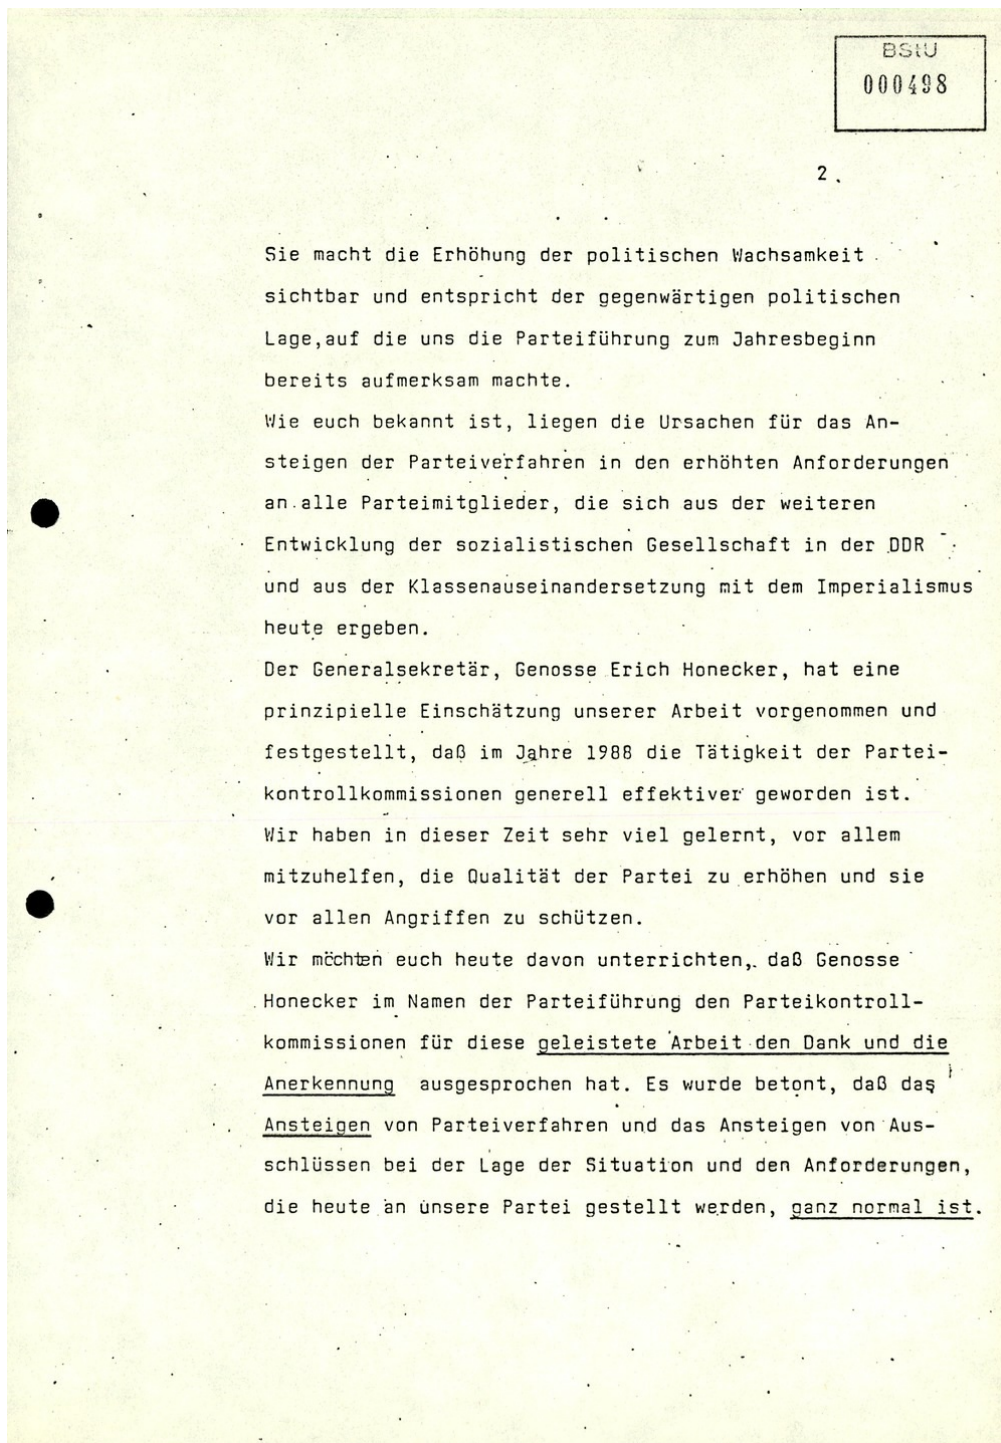 BStU
000498
2.
Sie macht die Erhöhung der politischen Wachsamkeit
sichtbar und entspricht der gegenwärtigen politischen
Lage,auf die uns die Parteiführung zum Jahresbeginn
bereits aufmerksam machte.
Wie euch bekannt ist, liegen die Ursachen für das An-
steigen der Parteiverfahren in den erhöhten Anforderungen
an alle Parteimitglieder, die sich aus der weiteren
Entwicklung der sozialistischen Gesellschaft in der DDR
und aus der Klassenauseinandersetzung mit dem Imperialismus
heute ergeben.
Der Generalsekretär, Genosse Erich Honecker, hat eine
prinzipielle Einschätzung unserer Arbeit vorgenommen und
festgestellt, daß im Jahre 1988 die Tätigkeit der Partei-
kontrollkommissionen generell effektiver geworden ist.
Wir haben in dieser Zeit sehr viel gelernt, vor allem
mitzuhelfen, die Qualität der Partei zu erhöhen und sie
vor allen Angriffen zu schützen.
Wir möchten euch heute davon unterrichten, daß Genosse
Honecker im Namen der Parteiführung den Parteikontroll-
kommissionen für diese geleistete Arbeit den Dank und die
Anerkennung ausgesprochen hat. Es wurde betont, daß das
Ansteigen von Parteiverfahren und das Ansteigen von Aus-
schlüssen bei der Lage der Situation und den Anforderungen,
die heute an unsere Partei gestellt werden, ganz normal ist.